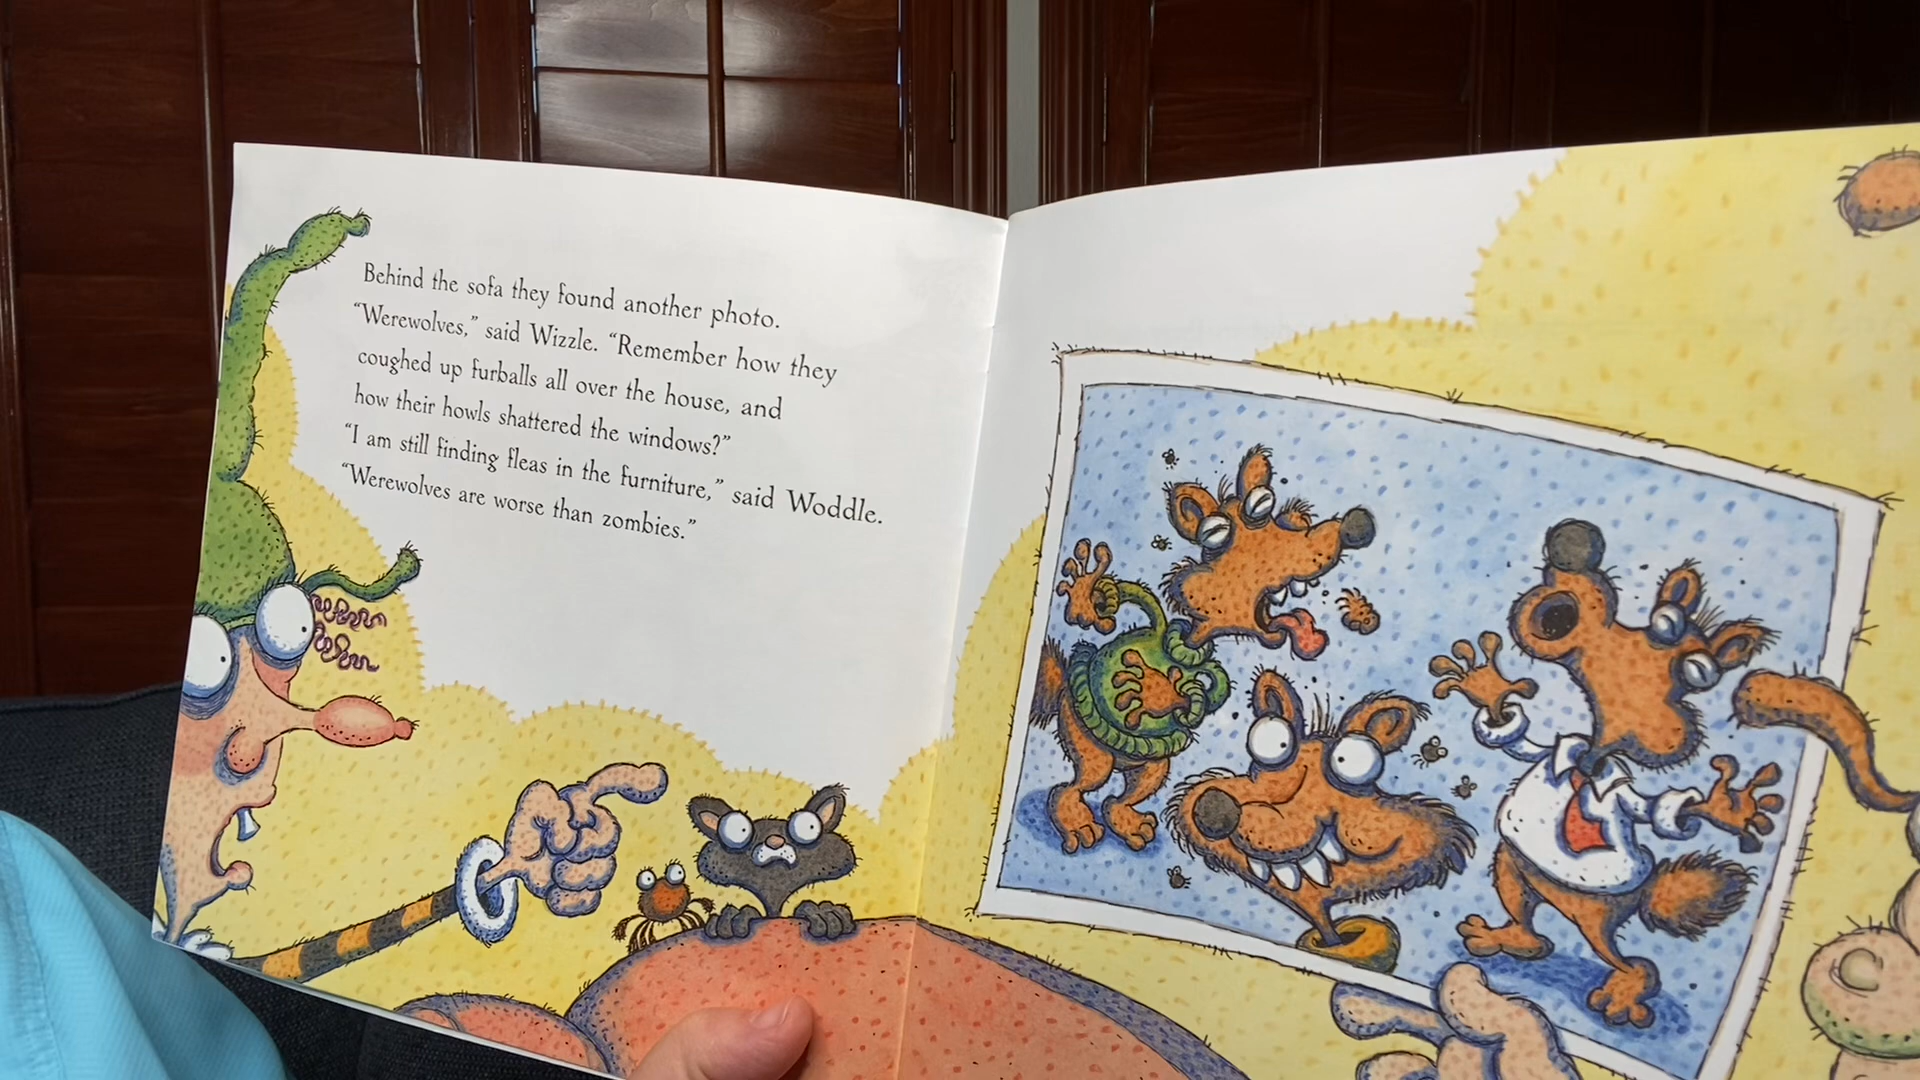 Behind the sofa they found another photo.
“Werewolves,” said Wizzle. “Remember how they
coughed up furballs all over the house, and
how their howls shattered the windows?”
“I am still finding fleas in the furniture,” said Woddle.
“Werewolves are worse than zombies.”